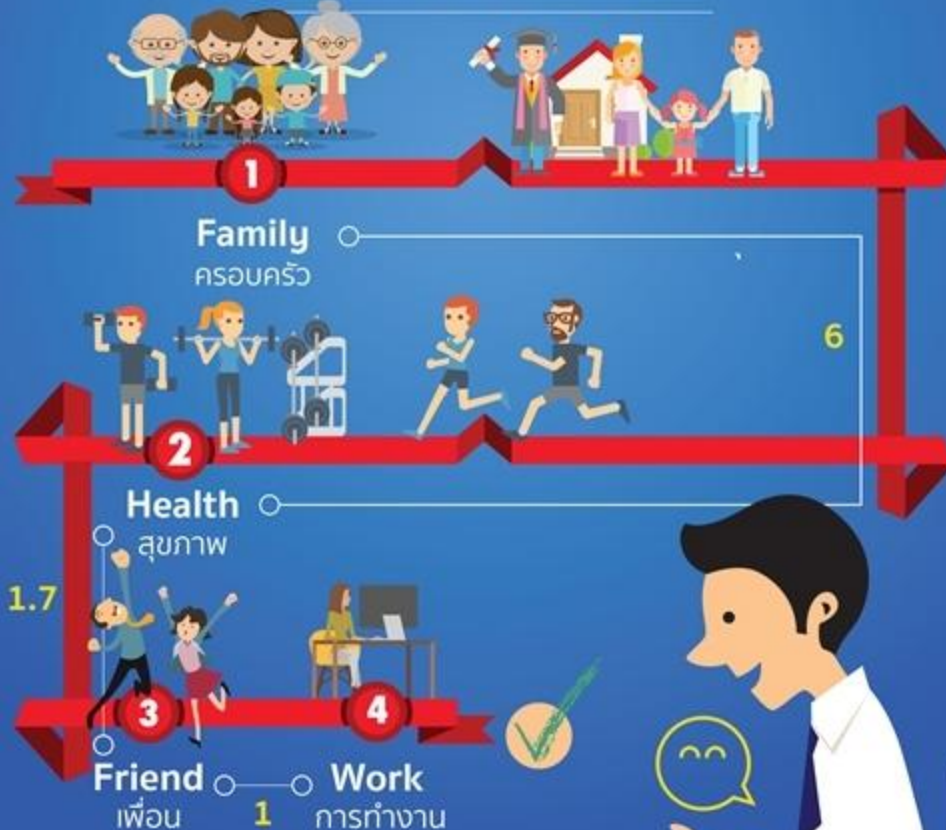 1
Family
ครอบครัว
6
2
Health
สุขภาพ
1.7
3
4
Friend
เพื่อน
1
Work
การทำงาน